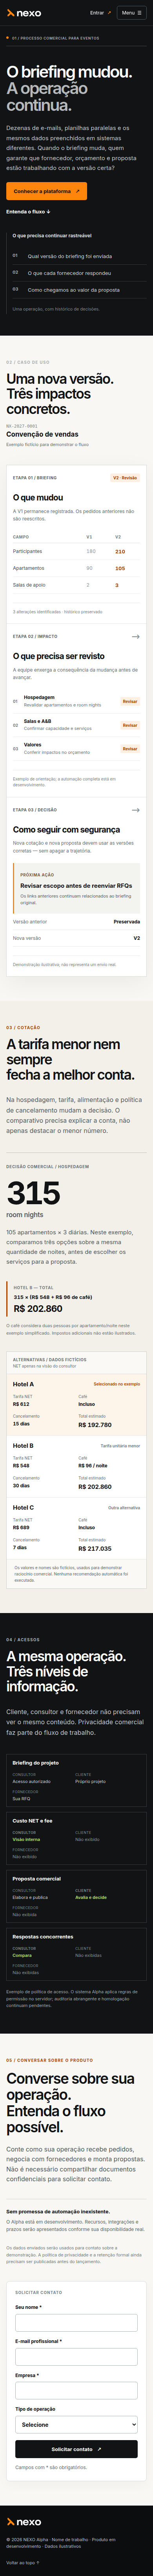 nexo
Entrar ↗
Menu ☰
01 / PROCESSO COMERCIAL PARA EVENTOS
O briefing mudou.
A operação
continua.
Dezenas de e-mails, planilhas paralelas e os
mesmos dados preenchidos em sistemas
diferentes. Quando o briefing muda, quem
garante que fornecedor, orçamento e proposta
estão trabalhando com a versão certa?
Conhecer a plataforma ↗
Entenda o fluxo ↓
O que precisa continuar rastreável
01 Qual versão do briefing foi enviada
02 O que cada fornecedor respondeu
03 Como chegamos ao valor da proposta
Uma operação, com histórico de decisões.
02 / CASO DE USO
Uma nova versão.
Três impactos
concretos.
Convenção de vendas
Exemplo fictício para demonstrar o fluxo
ETAPA 01 / BRIEFING
V2 · Revisão
O que mudou
A V1 permanece registrada. Os pedidos anteriores não
são reescritos.
CAMPO V1 V2
Participantes 180 210
Apartamentos 90 105
Salas de apoio 2 3
3 alterações identificadas · histórico preservado
ETAPA 02 / IMPACTO
O que precisa ser revisto
A equipe enxerga a consequência da mudança antes de
avançar.
01 Hospedagem
Recalcular apartamentos e room nights
Revisar
02 Salas e A&B
Confirmar capacidade e serviços
Revisar
03 Valores
Conferir impactos no orçamento
Revisar
Exemplo de orientação; a automação completa está em
desenvolvimento.
ETAPA 03 / DECISÃO
Como seguir com segurança
Nova cotação e nova proposta devem usar as versões
corretas — sem apagar a trajetória.
PRÓXIMA AÇÃO
Revisar escopo antes de reenviar RFQs
Os links anteriores continuam relacionados ao briefing
original.
Versão anterior Preservada
Nova versão V2
Demonstração ilustrativa; não representa um envio real.
03 / COTAÇÃO
A tarifa menor nem
sempre
fecha a melhor conta.
Na hospedagem, tarifa, alimentação e política
de cancelamento mudam a decisão. O
comparativo precisa explicar a conta, não
apenas destacar o menor número.
DECISÃO COMERCIAL / HOSPEDAGEM
315
room nights
105 apartamentos × 3 diárias. Neste exemplo,
comparamos três opções sobre a mesma
quantidade de noites, antes de escolher os
serviços para a proposta.
HOTEL B — TOTAL
315 × (R$ 548 + R$ 96 de café)
R$ 202.860
O café considera duas pessoas por apartamento/noite neste
exemplo simplificado. Impostos adicionais não estão ilustrados.
ALTERNATIVAS / DADOS FICTÍCIOS
NET apenas na visão do consultor
Hotel A Selecionado no exemplo
Tarifa NET Café
R$ 612 Incluso
Cancelamento Total estimado
15 dias R$ 192.780
Hotel B Tarifa unitária menor
Tarifa NET Café
R$ 548 R$ 96 / noite
Cancelamento Total estimado
30 dias R$ 202.860
Hotel C Outra alternativa
Tarifa NET Café
R$ 689 Incluso
Cancelamento Total estimado
7 dias R$ 217.035
Os valores e nomes são fictícios, usados para demonstrar
raciocínio comercial. Nenhuma recomendação automática foi
executada.
04 / ACESSOS
A mesma operação.
Três níveis de
informação.
Cliente, consultor e fornecedor não precisam
ver o mesmo conteúdo. Privacidade comercial
faz parte do fluxo de trabalho.
Briefing do projeto
CONSULTOR CLIENTE
Acesso autorizado Próprio projeto
FORNECEDOR
Sua RFQ
Custo NET e fee
CONSULTOR CLIENTE
Visão interna Não exibido
FORNECEDOR
Não exibido
Proposta comercial
CONSULTOR CLIENTE
Elabora e publica Avalia e decide
FORNECEDOR
Não exibida
Respostas concorrentes
CONSULTOR CLIENTE
Compara Não exibidas
FORNECEDOR
Não exibidas
Exemplo de política de acesso. O sistema Alpha aplica regras de
permissão no servidor; auditoria abrangente e homologação
continuam pendentes.
05 / CONVERSAR SOBRE O PRODUTO
Converse sobre sua
operação.
Entenda o fluxo
possível.
Conte como sua operação recebe pedidos,
negocia com fornecedores e monta propostas.
Não é necessário compartilhar documentos
confidenciais para solicitar contato.
Sem promessa de automação inexistente.
O Alpha está em desenvolvimento. Recursos, integrações e
prazos serão apresentados conforme sua disponibilidade real.
Os dados enviados serão usados para contato sobre a
demonstração. A política de privacidade e a retenção formal ainda
precisam ser publicadas antes do lançamento.
SOLICITAR CONTATO
Seu nome *
E-mail profissional *
Empresa *
Tipo de operação
Selecione
Solicitar contato ↗
Campos com * são obrigatórios.
nexo
© 2026 NEXO Alpha · Nome de trabalho · Produto em
desenvolvimento · Dados ilustrativos
Voltar ao topo ↑